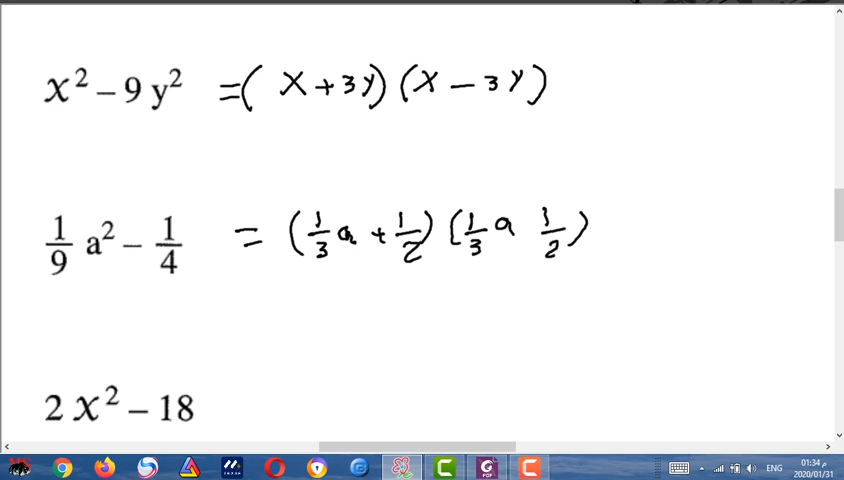 x² – 9 y² =( x + 3y) (x – 3y)
1/9 a² – 1/4 = (1/3 a + 1/2) (1/3 a 1/2)
2 x² – 18
ENG
01:34 م
2020/01/31